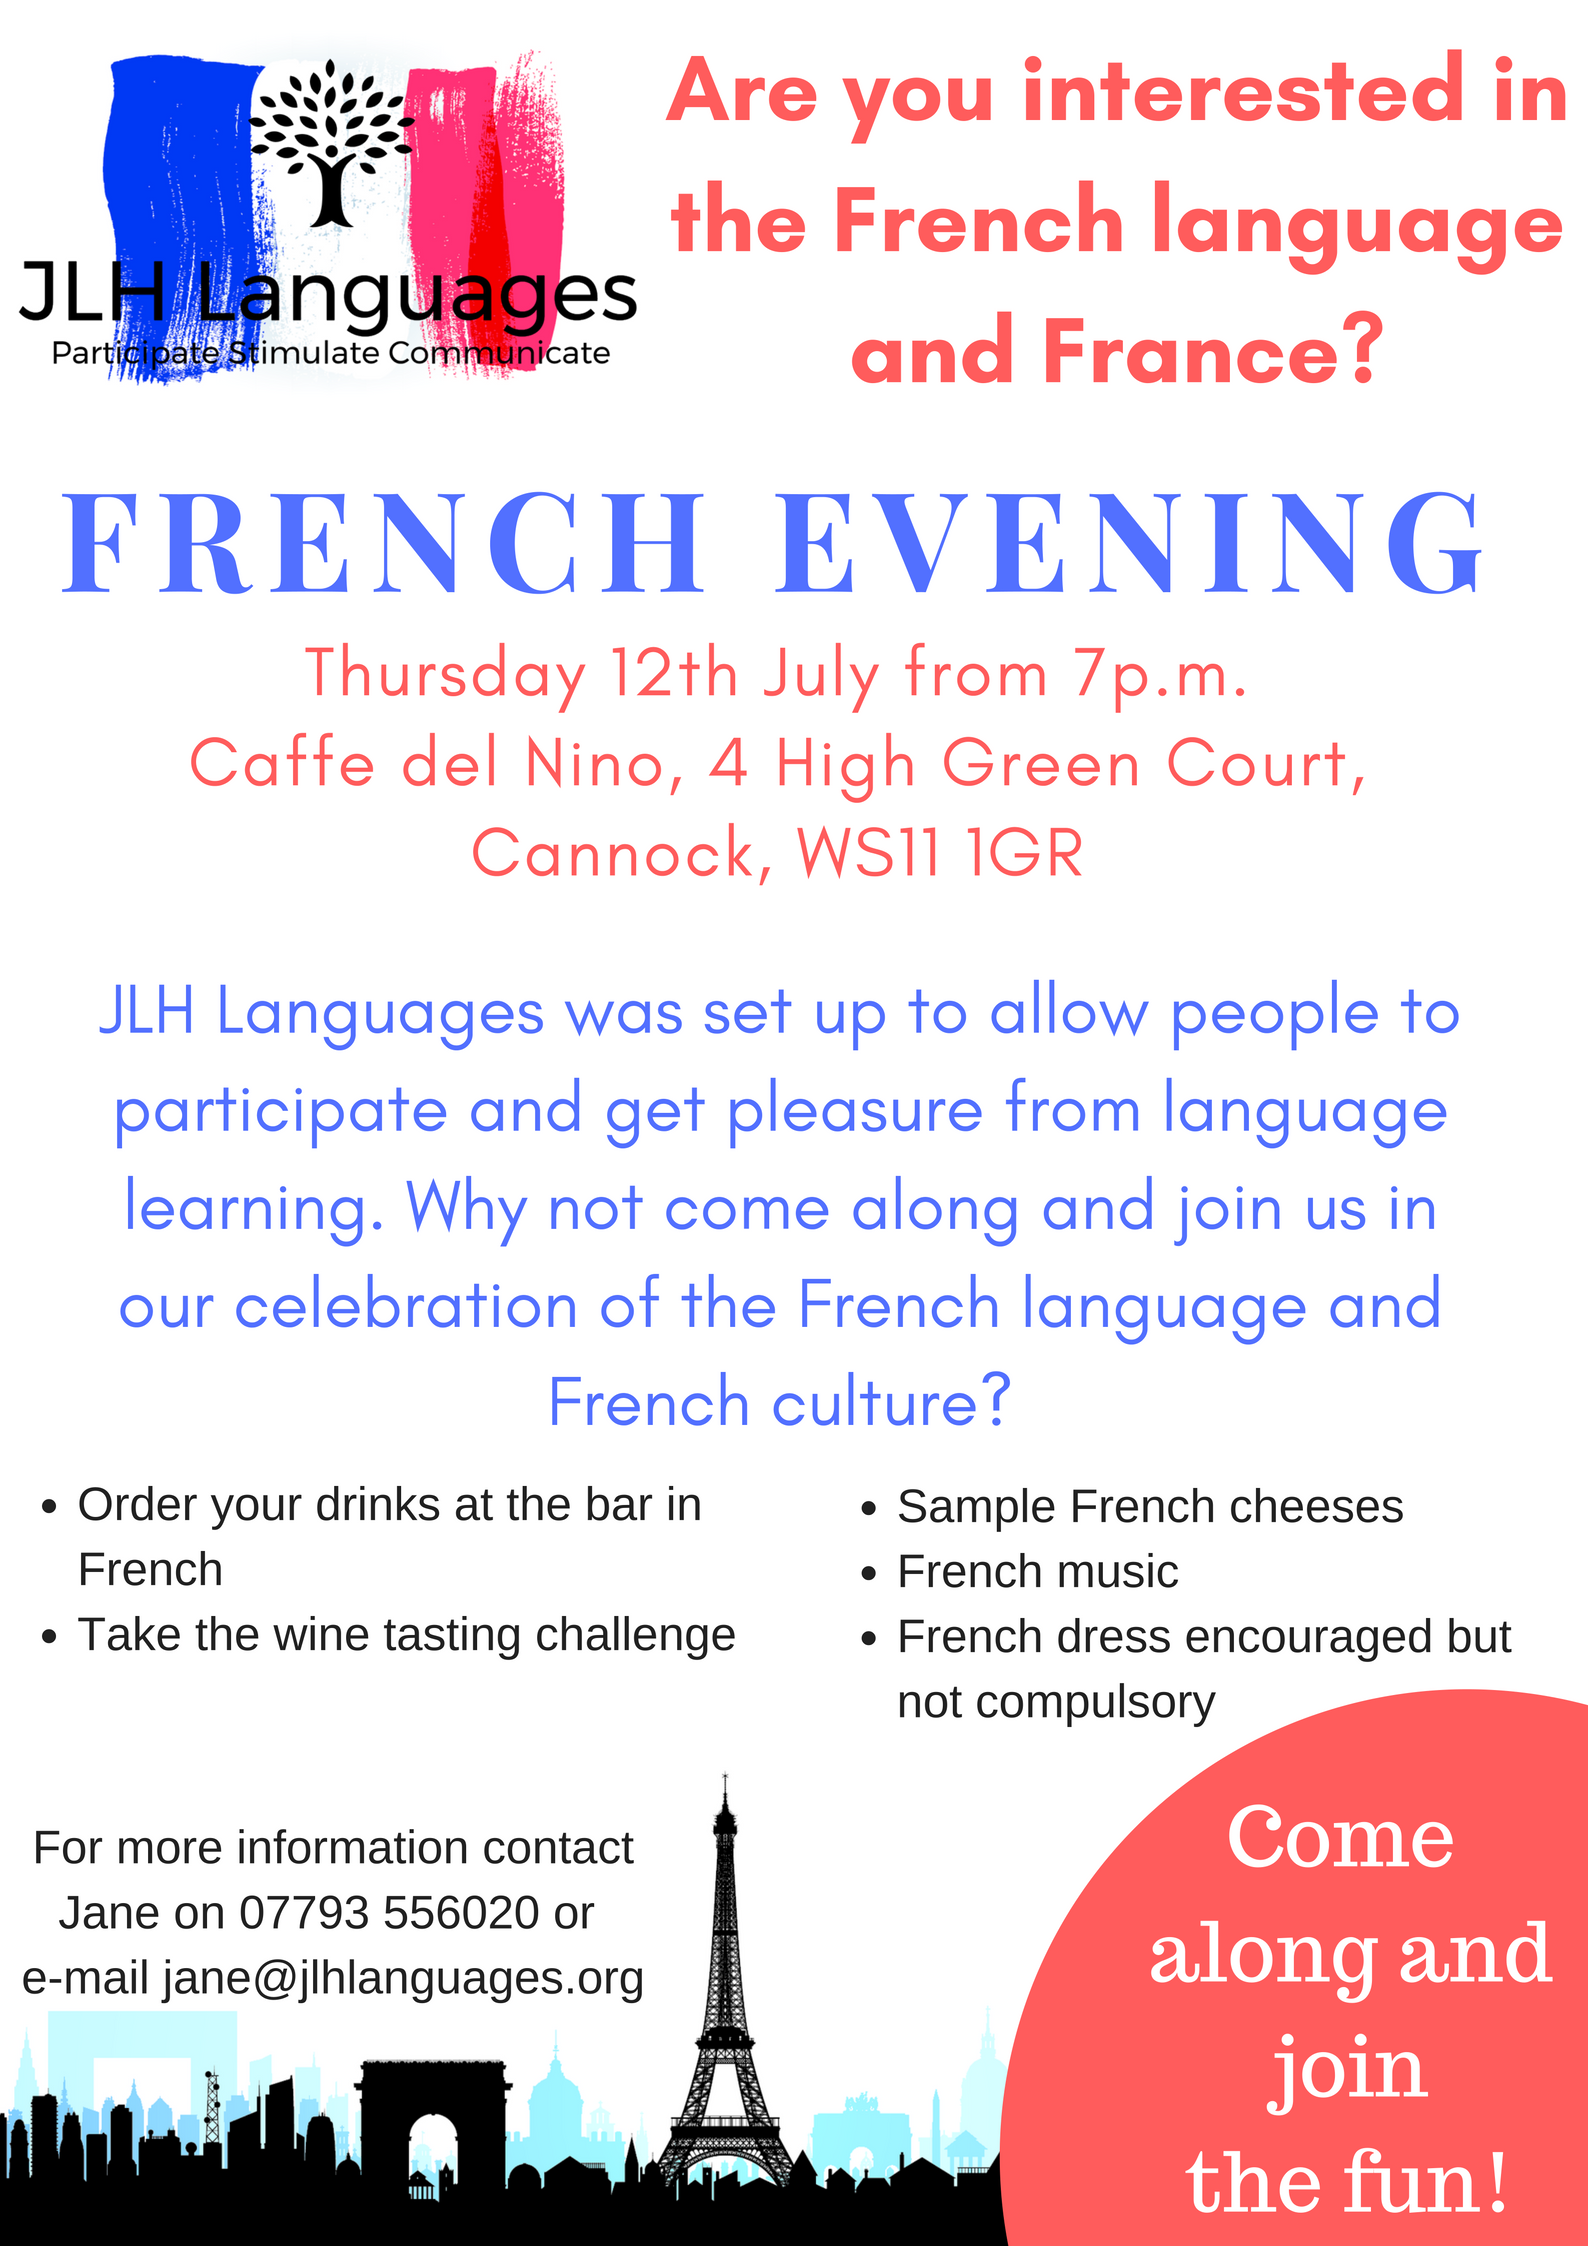 JLH Languages
Participate Stimulate Communicate
Are you interested in
the French language
and France?
FRENCH EVENING
Thursday 12th July from 7p.m.
Caffe del Nino, 4 High Green Court,
Cannock, WS11 1GR
JLH Languages was set up to allow people to
participate and get pleasure from language
learning. Why not come along and join us in
our celebration of the French language and
French culture?
• Order your drinks at the bar in
French
• Take the wine tasting challenge
• Sample French cheeses
• French music
• French dress encouraged but
not compulsory
For more information contact
Jane on 07793 556020 or
e-mail jane@jlhlanguages.org
Come
along and
join
the fun!